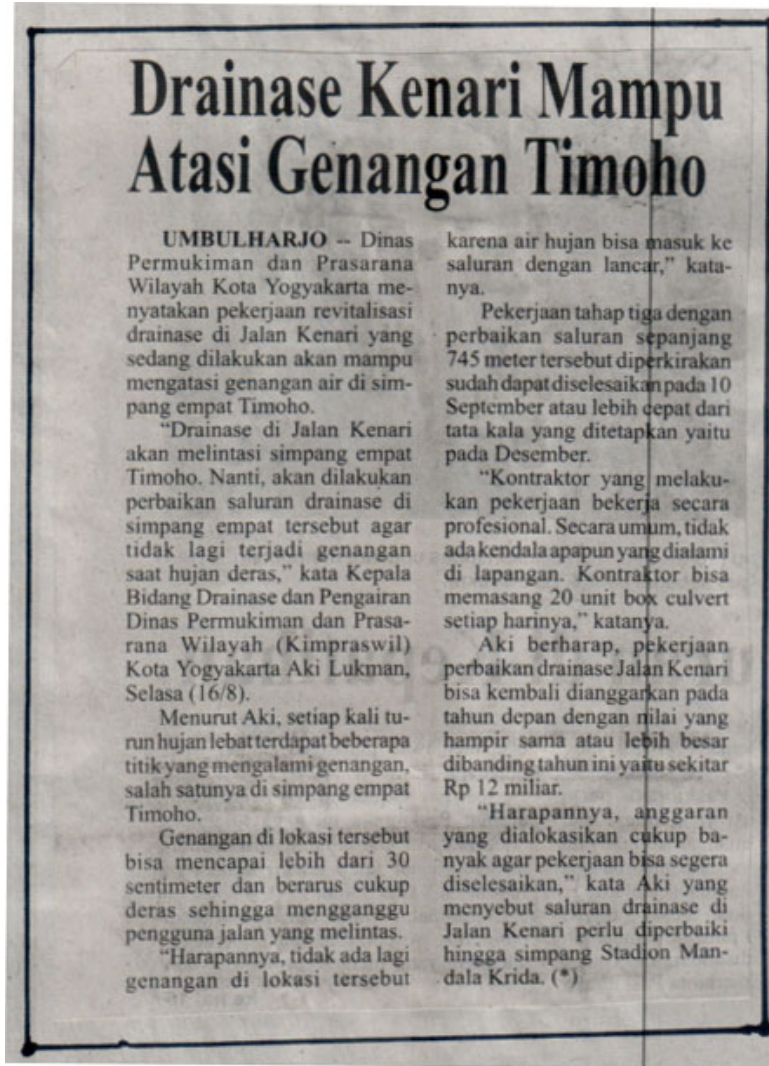 Drainase Kenari Mampu
Atasi Genangan Timoho
UMBULHARJO -- Dinas
Permukiman dan Prasarana
Wilayah Kota Yogyakarta me-
nyatakan pekerjaan revitalisasi
drainase di Jalan Kenari yang
sedang dilakukan akan mampu
mengatasi genangan air di sim-
pang empat Timoho.
“Drainase di Jalan Kenari
akan melintasi simpang empat
Timoho. Nanti, akan dilakukan
perbaikan saluran drainase di
simpang empat tersebut agar
tidak lagi terjadi genangan
saat hujan deras,” kata Kepala
Bidang Drainase dan Pengairan
Dinas Permukiman dan Prasa-
rana Wilayah (Kimpraswil)
Kota Yogyakarta Aki Lukman,
Selasa (16/8).
Menurut Aki, setiap kali tu-
run hujan lebat terdapat beberapa
titik yang mengalami genangan,
salah satunya di simpang empat
Timoho.
Genangan di lokasi tersebut
bisa mencapai lebih dari 30
sentimeter dan berarus cukup
deras sehingga mengganggu
pengguna jalan yang melintas.
“Harapannya, tidak ada lagi
genangan di lokasi tersebut
karena air hujan bisa masuk ke
saluran dengan lancar,” kata-
nya.
Pekerjaan tahap tiga dengan
perbaikan saluran sepanjang
745 meter tersebut diperkirakan
sudah dapat diselesaikan pada 10
September atau lebih cepat dari
tata kala yang ditetapkan yaitu
pada Desember.
“Kontraktor yang melaku-
kan pekerjaan bekerja secara
profesional. Secara umum, tidak
ada kendala apapun yang dialami
di lapangan. Kontraktor bisa
memasang 20 unit box culvert
setiap harinya,” katanya.
Aki berharap, pekerjaan
perbaikan drainase Jalan Kenari
bisa kembali dianggarkan pada
tahun depan dengan nilai yang
hampir sama atau lebih besar
dibanding tahun ini yaitu sekitar
Rp 12 miliar.
“Harapannya, anggaran
yang dialokasikan cukup ba-
nyak agar pekerjaan bisa segera
diselesaikan,” kata Aki yang
menyebut saluran drainase di
Jalan Kenari perlu diperbaiki
hingga simpang Stadion Man-
dala Krida. (*)